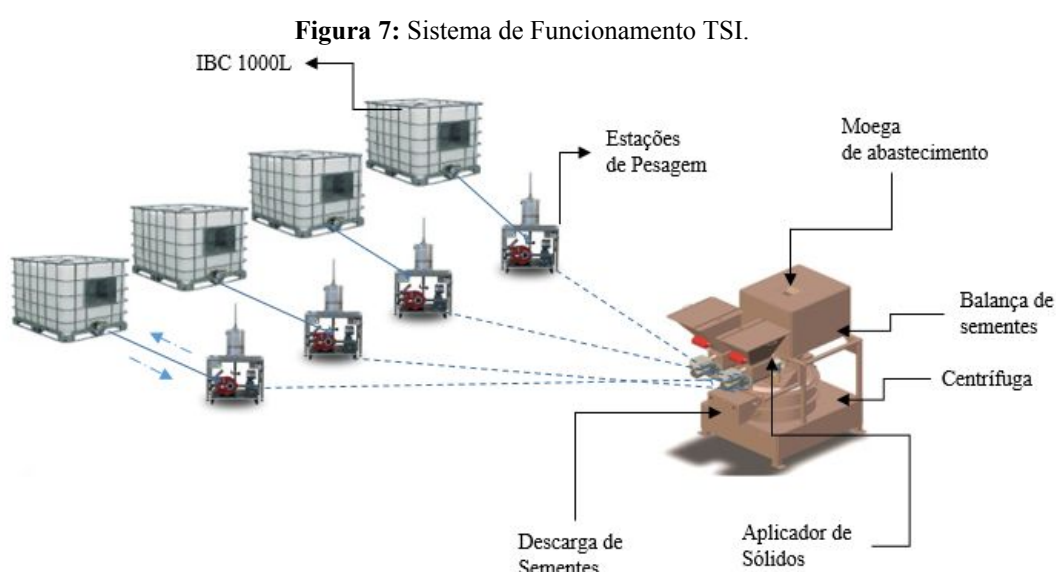 Figura 7: Sistema de Funcionamento TSI.
IBC 1000L
Estações
de Pesagem
Moega
de abastecimento
Balança de
sementes
Centrífuga
Descarga de
Sementes
Aplicador de
Sólidos